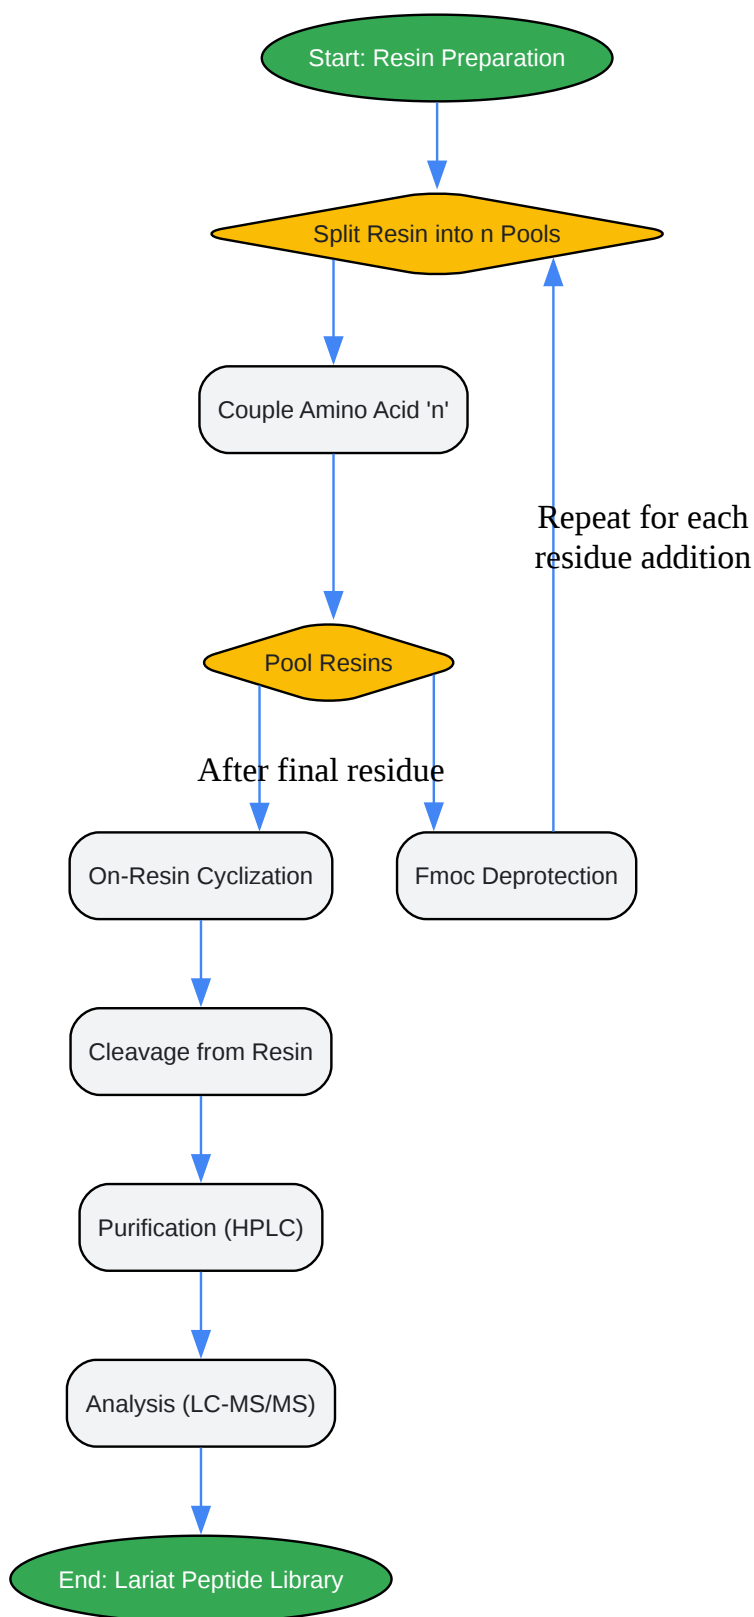 Start: Resin Preparation
Split Resin into n Pools
Couple Amino Acid 'n'
Repeat for each
residue addition
Pool Resins
After final residue
On-Resin Cyclization
Fmoc Deprotection
Cleavage from Resin
Purification (HPLC)
Analysis (LC-MS/MS)
End: Lariat Peptide Library